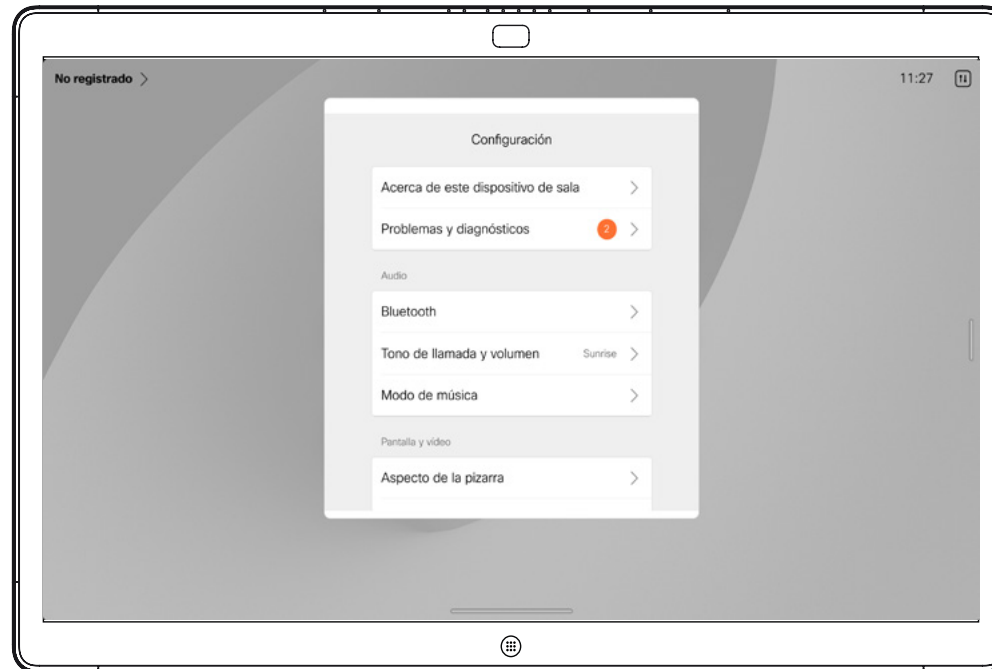 No registrado
11:27
Configuración
Acerca de este dispositivo de sala
Problemas y diagnósticos 2
Audio
Bluetooth
Tono de llamada y volumen Sunrise
Modo de música
Pantalla y vídeo
Aspecto de la pizarra